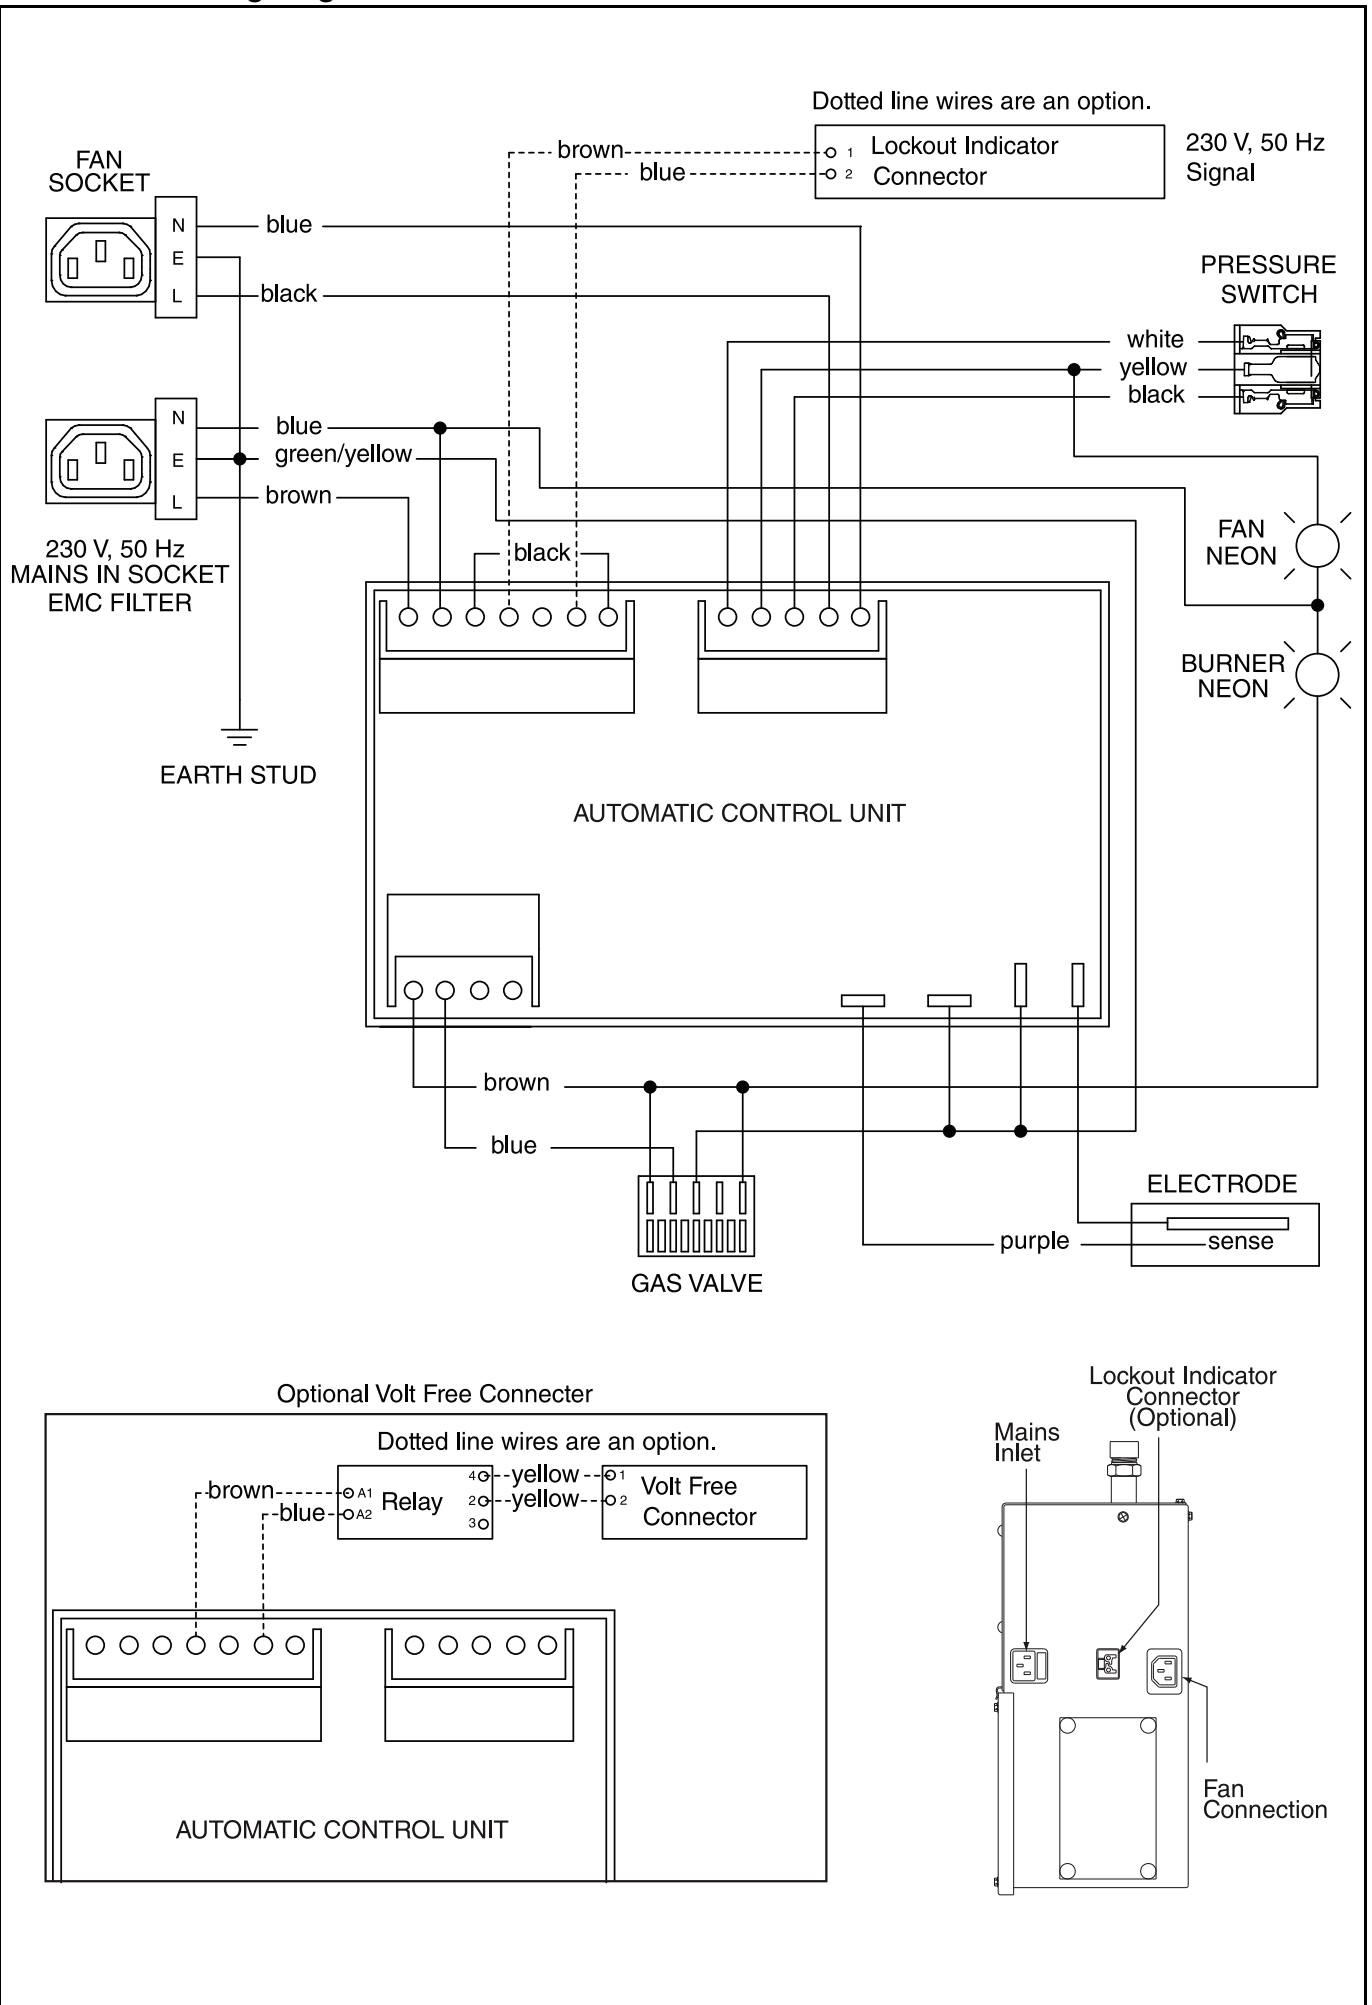 Dotted line wires are an option.
brown
1
Lockout Indicator
230 V, 50 Hz
blue
2
Connector
Signal
FAN
SOCKET
N
blue
E
L
black
PRESSURE
SWITCH
white
yellow
black
N
blue
E
green/yellow
L
brown
230 V, 50 Hz
MAINS IN SOCKET
EMC FILTER
black
FAN
NEON
BURNER
NEON
EARTH STUD
AUTOMATIC CONTROL UNIT
brown
blue
ELECTRODE
purple
sense
GAS VALVE
Optional Volt Free Connecter
Dotted line wires are an option.
brown
A1
Relay
4
yellow
1
Volt Free
blue
A2
2
yellow
2
Connector
3
AUTOMATIC CONTROL UNIT
Lockout Indicator
Connector
(Optional)
Mains
Inlet
Fan
Connection